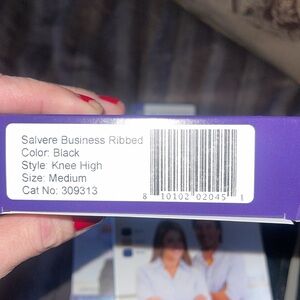 Salvere Business Ribbed
Color: Black
Style: Knee High
Size: Medium
Cat No: 309313
8 10102 02045 1